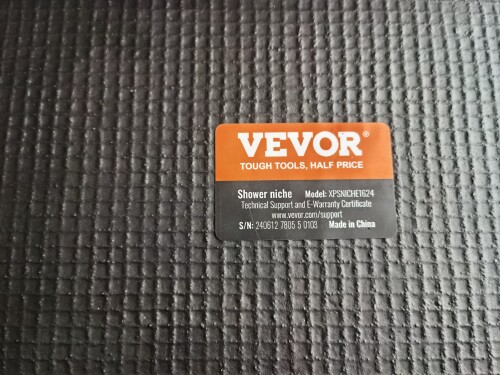 VEVOR®
TOUGH TOOLS, HALF PRICE
Shower niche Model: XPSNICHE1624
Technical Support and E-Warranty Certificate
www.vevor.com/support
S/N: 240612 7805 5 0103 Made in China